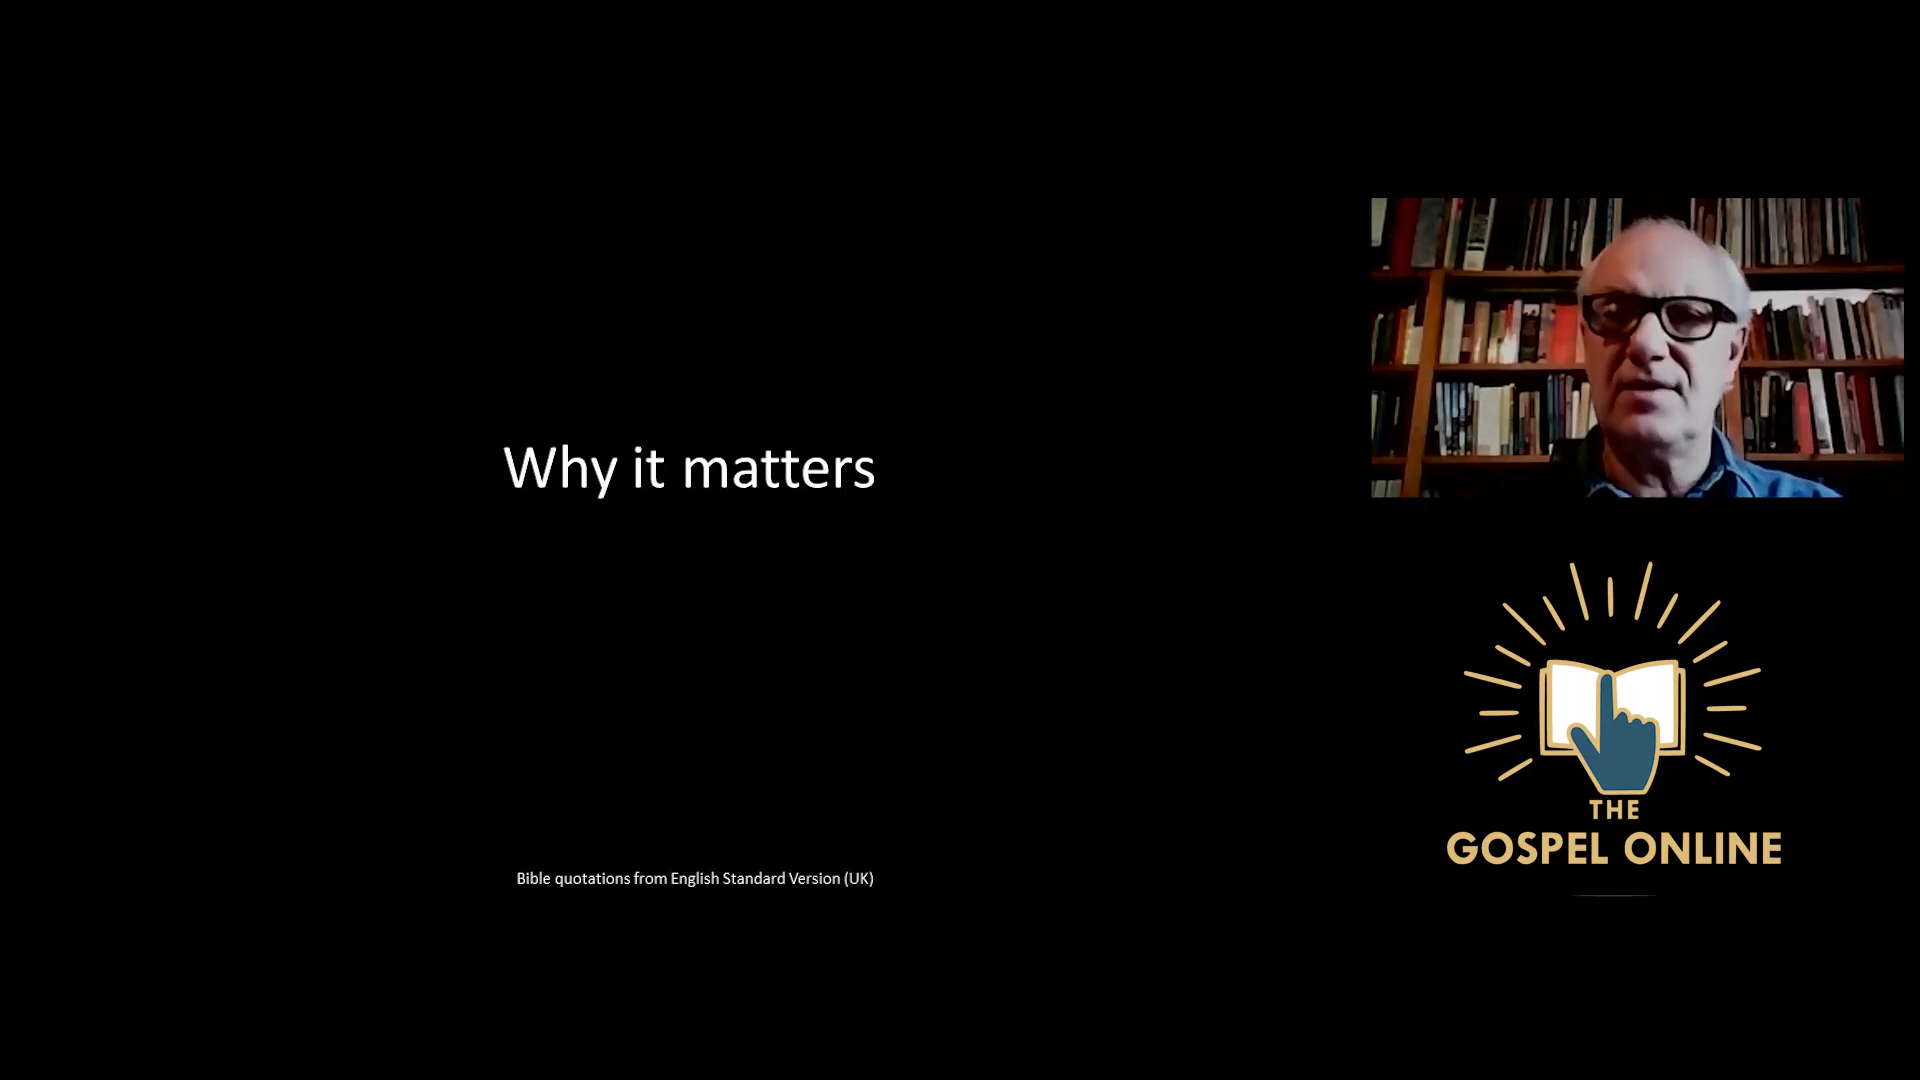 Why it matters
Bible quotations from English Standard Version (UK)
THE
GOSPEL ONLINE